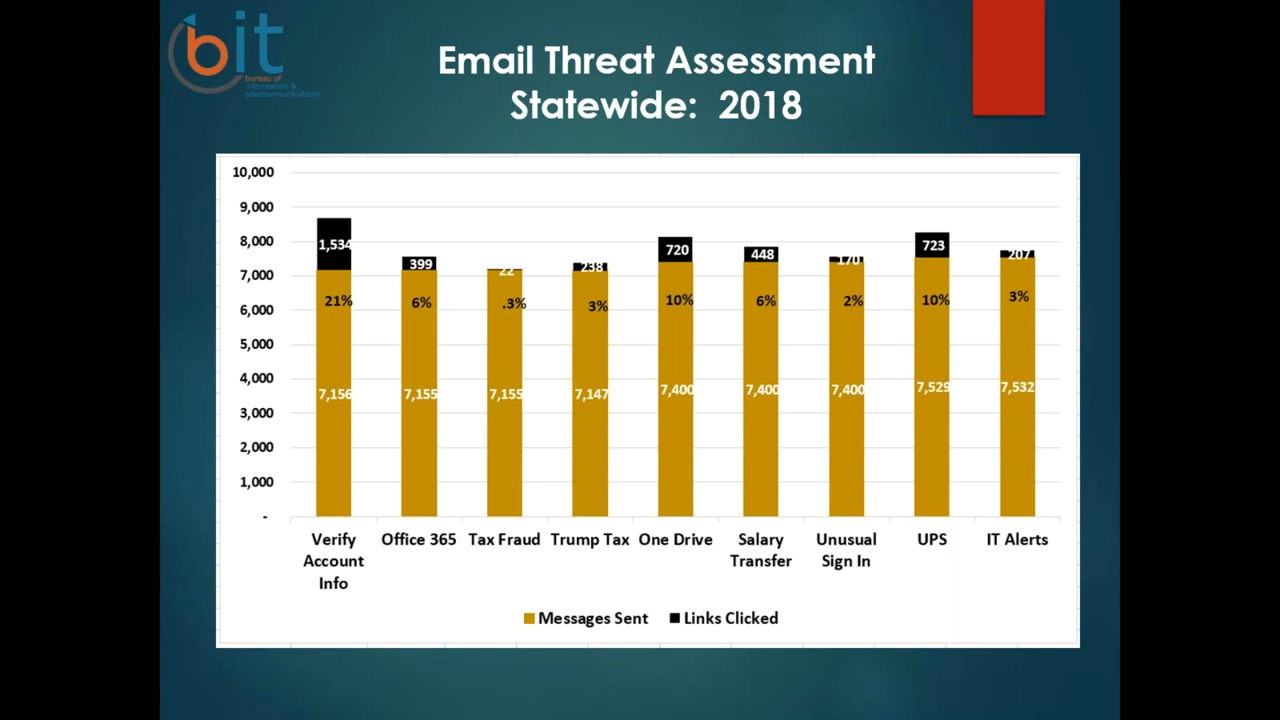 bit
bureau of
information &
telecommunications
Email Threat Assessment
Statewide: 2018
10,000
9,000
8,000
7,000
6,000
5,000
4,000
3,000
2,000
1,000
-
1,534
399
22
238
720
448
170
723
207
21%
6%
.3%
3%
10%
6%
2%
10%
3%
7,156
7,155
7,155
7,147
7,400
7,400
7,400
7,529
7,532
Verify
Account
Info
Office 365
Tax Fraud
Trump Tax
One Drive
Salary
Transfer
Unusual
Sign In
UPS
IT Alerts
Messages Sent
Links Clicked